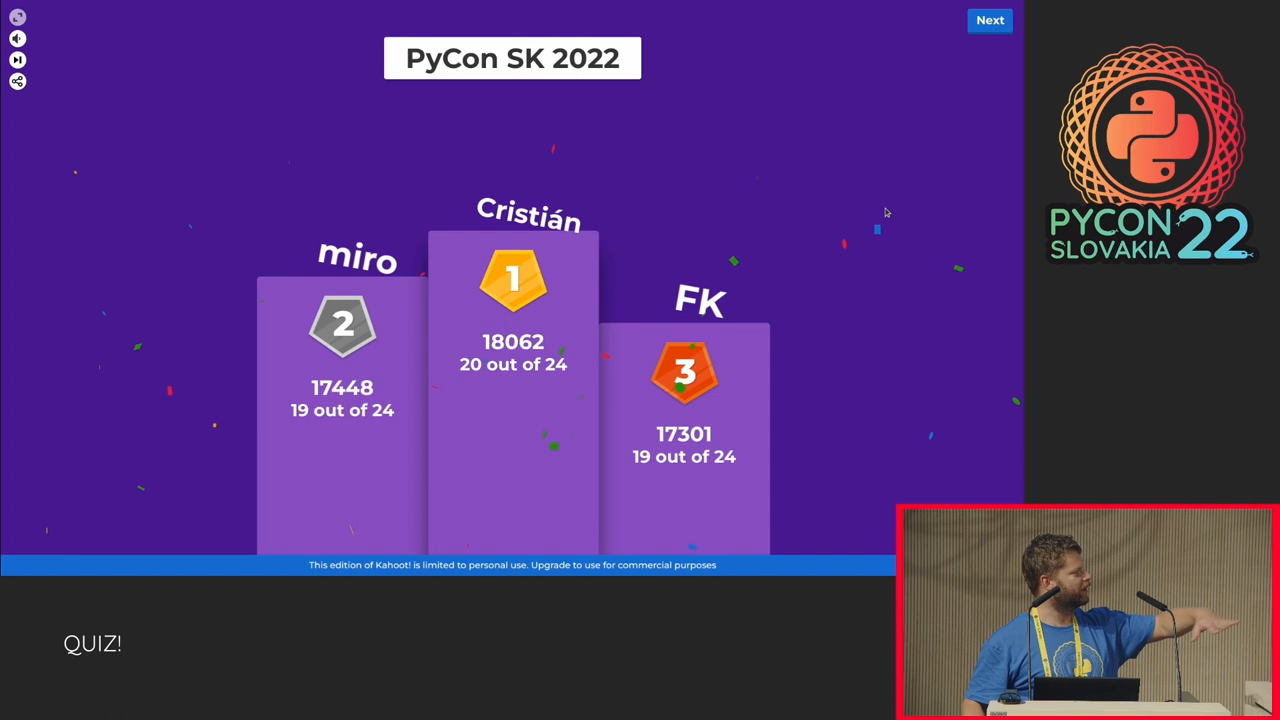 Next
PyCon SK 2022
Cristián
miro
FK
1
18062
20 out of 24
2
17448
19 out of 24
3
17301
19 out of 24
This edition of Kahoot! is limited to personal use. Upgrade to use for commercial purposes
PYCON
SLOVAKIA
22
QUIZ!